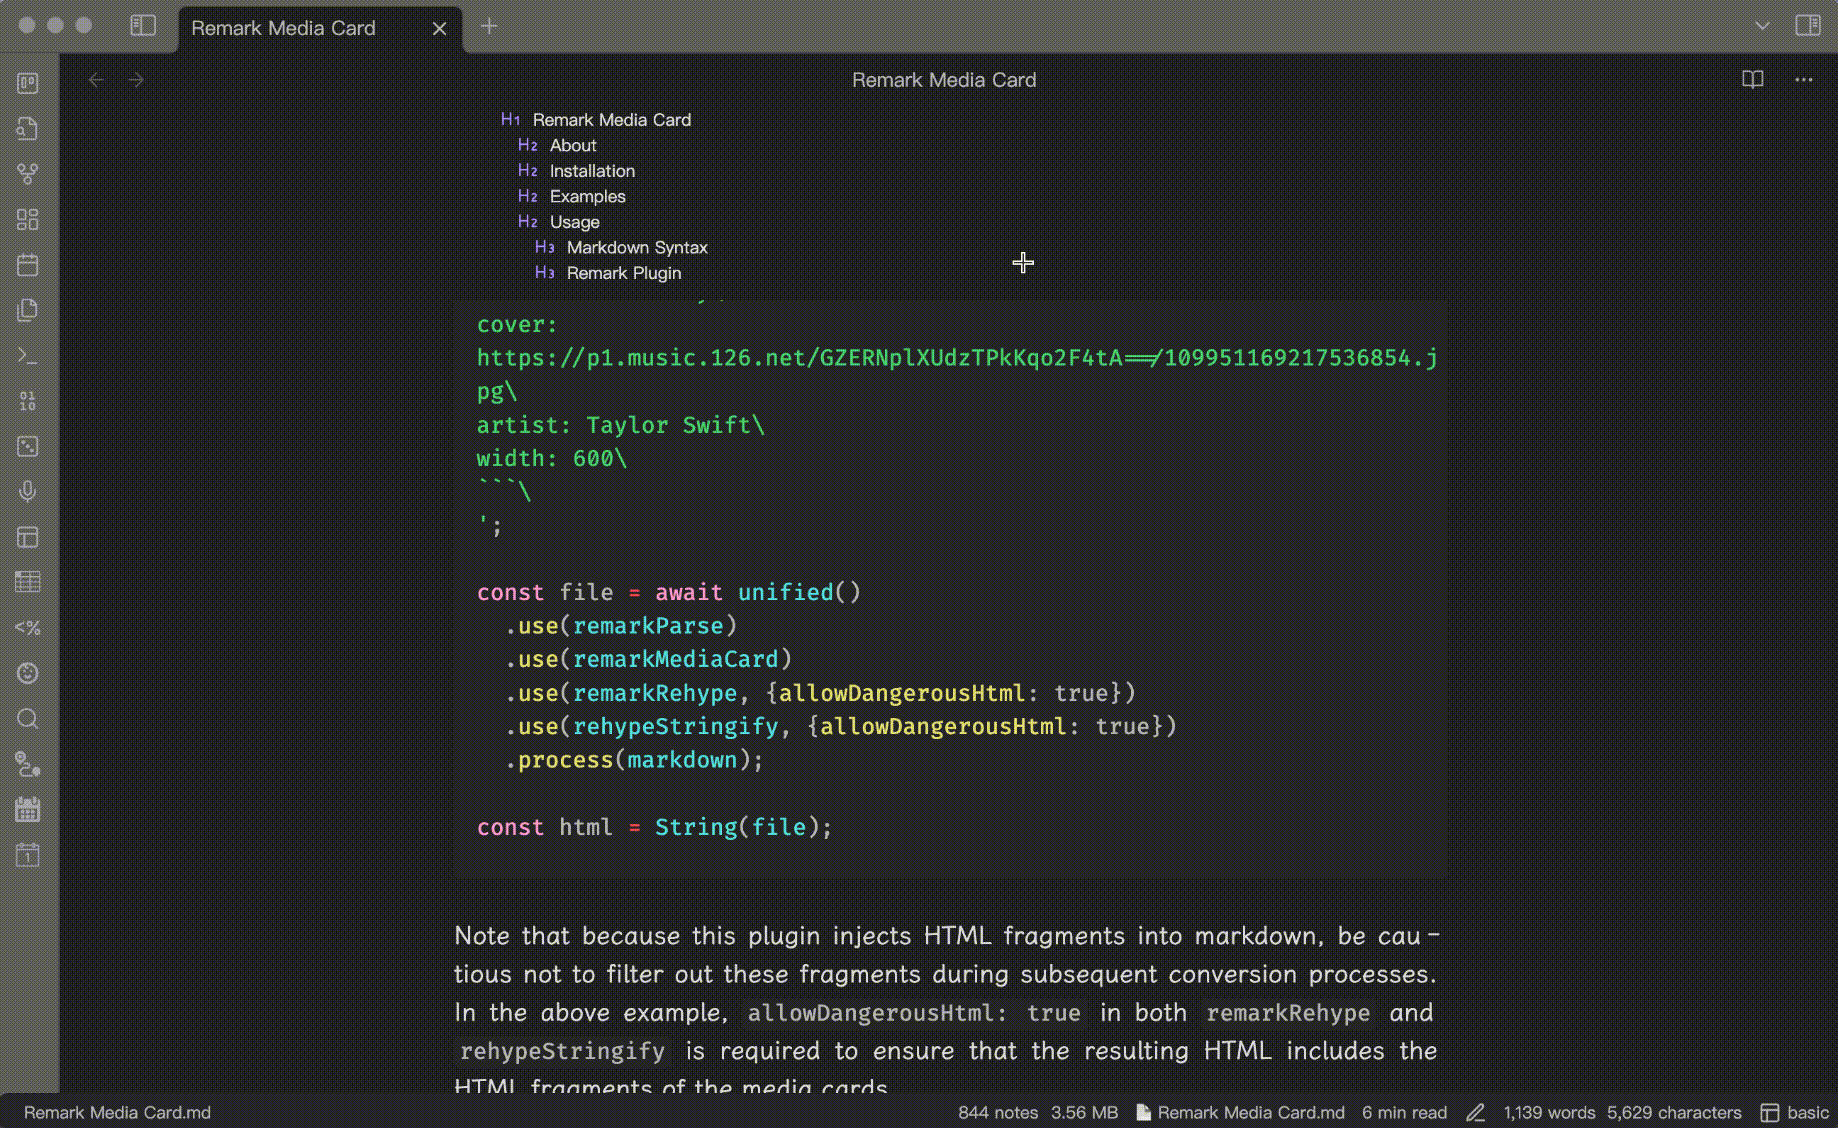 Remark Media Card
Remark Media Card
H1 Remark Media Card
H2 About
H2 Installation
H2 Examples
H2 Usage
H3 Markdown Syntax
H3 Remark Plugin
cover:
https://p1.music.126.net/GZERNplXUdzTPkKqo2F4tA==/109951169217536854.j
pg\
artist: Taylor Swift\
width: 600\
```\
';
const file = await unified()
.use(remarkParse)
.use(remarkMediaCard)
.use(remarkRehype, {allowDangerousHtml: true})
.use(rehypeStringify, {allowDangerousHtml: true})
.process(markdown);
const html = String(file);
Note that because this plugin injects HTML fragments into markdown, be cau-
tious not to filter out these fragments during subsequent conversion processes.
In the above example, allowDangerousHtml: true in both remarkRehype and
rehypeStringify is required to ensure that the resulting HTML includes the
HTML fragments of the media cards
Remark Media Card.md
844 notes 3.56 MB Remark Media Card.md 6 min read 1,139 words 5,629 characters basic